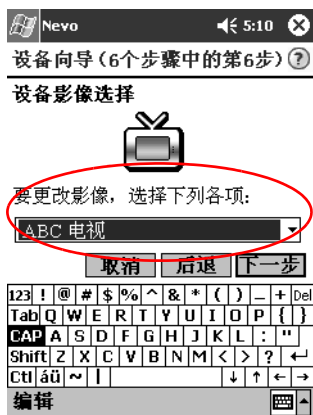 Nevo 5:10
设备向导(6个步骤中的第6步) ?
设备影像选择
要更改影像，选择下列各项:
ABC 电视
取消 后退 下一步
123 ! @ # $ % ^ & * ( ) _ + Del
Tab Q W E R T Y U I O P { }
CAP A S D F G H J K L : "
Shift Z X C V B N M < > ? ↵
Ctl áü ~ | ↓ ↑ ← →
编辑